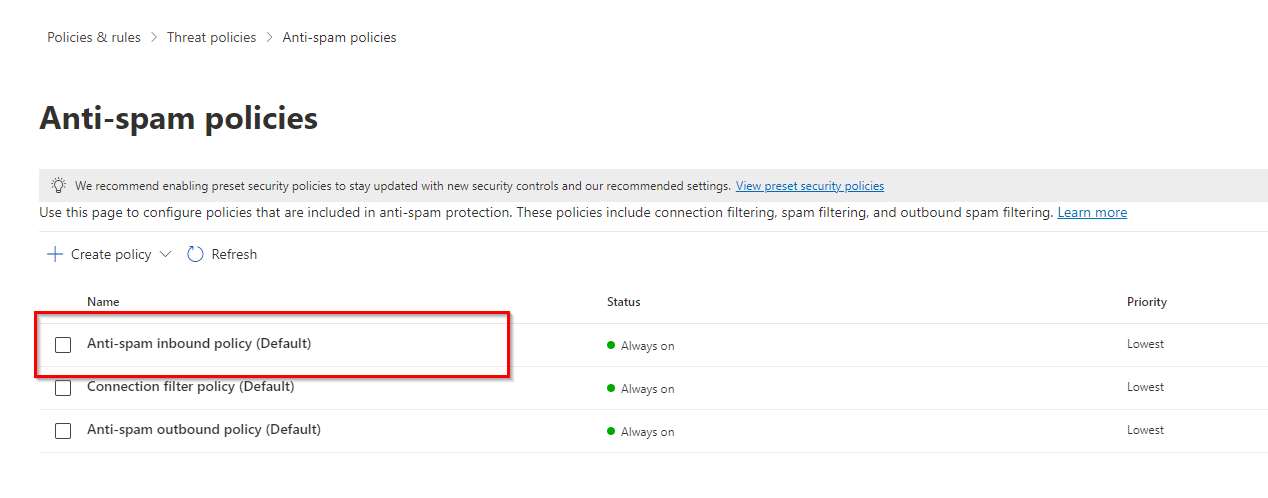 Policies & rules > Threat policies > Anti-spam policies
Anti-spam policies
We recommend enabling preset security policies to stay updated with new security controls and our recommended settings. View preset security policies
Use this page to configure policies that are included in anti-spam protection. These policies include connection filtering, spam filtering, and outbound spam filtering. Learn more
Create policy Refresh
Name Status Priority
Anti-spam inbound policy (Default) Always on Lowest
Connection filter policy (Default) Always on Lowest
Anti-spam outbound policy (Default) Always on Lowest